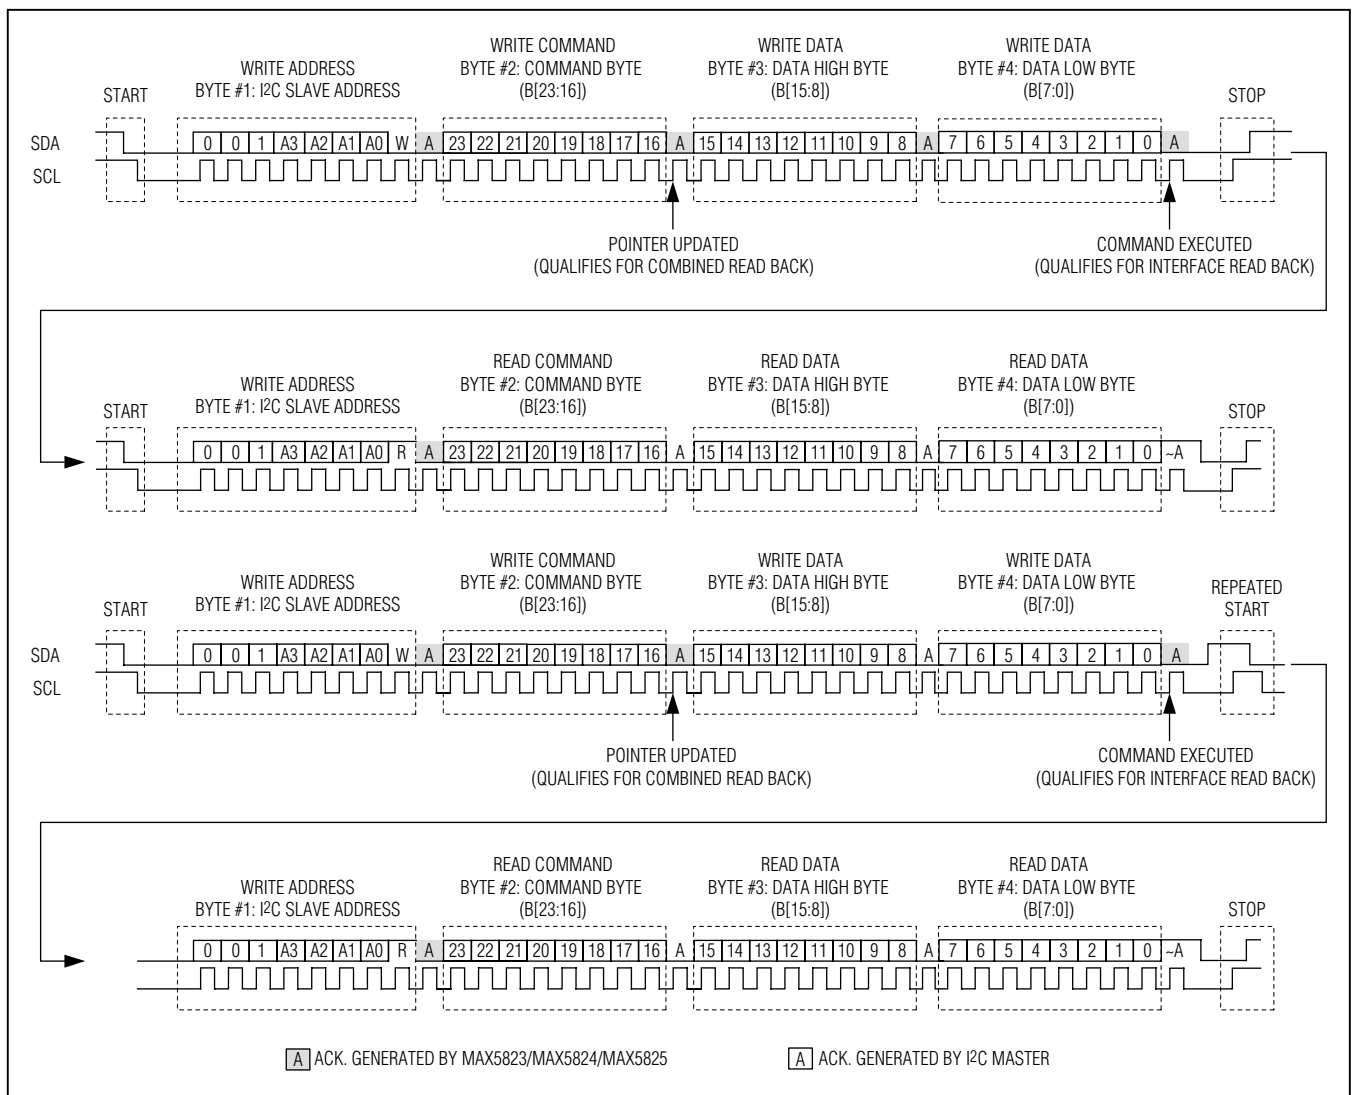 WRITE COMMAND WRITE DATA WRITE DATA
WRITE ADDRESS BYTE #2: COMMAND BYTE BYTE #3: DATA HIGH BYTE BYTE #4: DATA LOW BYTE
START BYTE #1: I2C SLAVE ADDRESS (B[23:16]) (B[15:8]) (B[7:0]) STOP
SDA 0 0 1 A3 A2 A1 A0 W A 23 22 21 20 19 18 17 16 A 15 14 13 12 11 10 9 8 A 7 6 5 4 3 2 1 0 A
SCL
POINTER UPDATED COMMAND EXECUTED
(QUALIFIES FOR COMBINED READ BACK) (QUALIFIES FOR INTERFACE READ BACK)
READ COMMAND READ DATA READ DATA
WRITE ADDRESS BYTE #2: COMMAND BYTE BYTE #3: DATA HIGH BYTE BYTE #4: DATA LOW BYTE
START BYTE #1: I2C SLAVE ADDRESS (B[23:16]) (B[15:8]) (B[7:0]) STOP
0 0 1 A3 A2 A1 A0 R A 23 22 21 20 19 18 17 16 A 15 14 13 12 11 10 9 8 A 7 6 5 4 3 2 1 0 ~A
WRITE COMMAND WRITE DATA WRITE DATA
WRITE ADDRESS BYTE #2: COMMAND BYTE BYTE #3: DATA HIGH BYTE BYTE #4: DATA LOW BYTE REPEATED
START BYTE #1: I2C SLAVE ADDRESS (B[23:16]) (B[15:8]) (B[7:0]) START
SDA 0 0 1 A3 A2 A1 A0 W A 23 22 21 20 19 18 17 16 A 15 14 13 12 11 10 9 8 A 7 6 5 4 3 2 1 0 A
SCL
POINTER UPDATED COMMAND EXECUTED
(QUALIFIES FOR COMBINED READ BACK) (QUALIFIES FOR INTERFACE READ BACK)
READ COMMAND READ DATA READ DATA
WRITE ADDRESS BYTE #2: COMMAND BYTE BYTE #3: DATA HIGH BYTE BYTE #4: DATA LOW BYTE
BYTE #1: I2C SLAVE ADDRESS (B[23:16]) (B[15:8]) (B[7:0]) STOP
0 0 1 A3 A2 A1 A0 R A 23 22 21 20 19 18 17 16 A 15 14 13 12 11 10 9 8 A 7 6 5 4 3 2 1 0 ~A
A ACK. GENERATED BY MAX5823/MAX5824/MAX5825 A ACK. GENERATED BY I2C MASTER